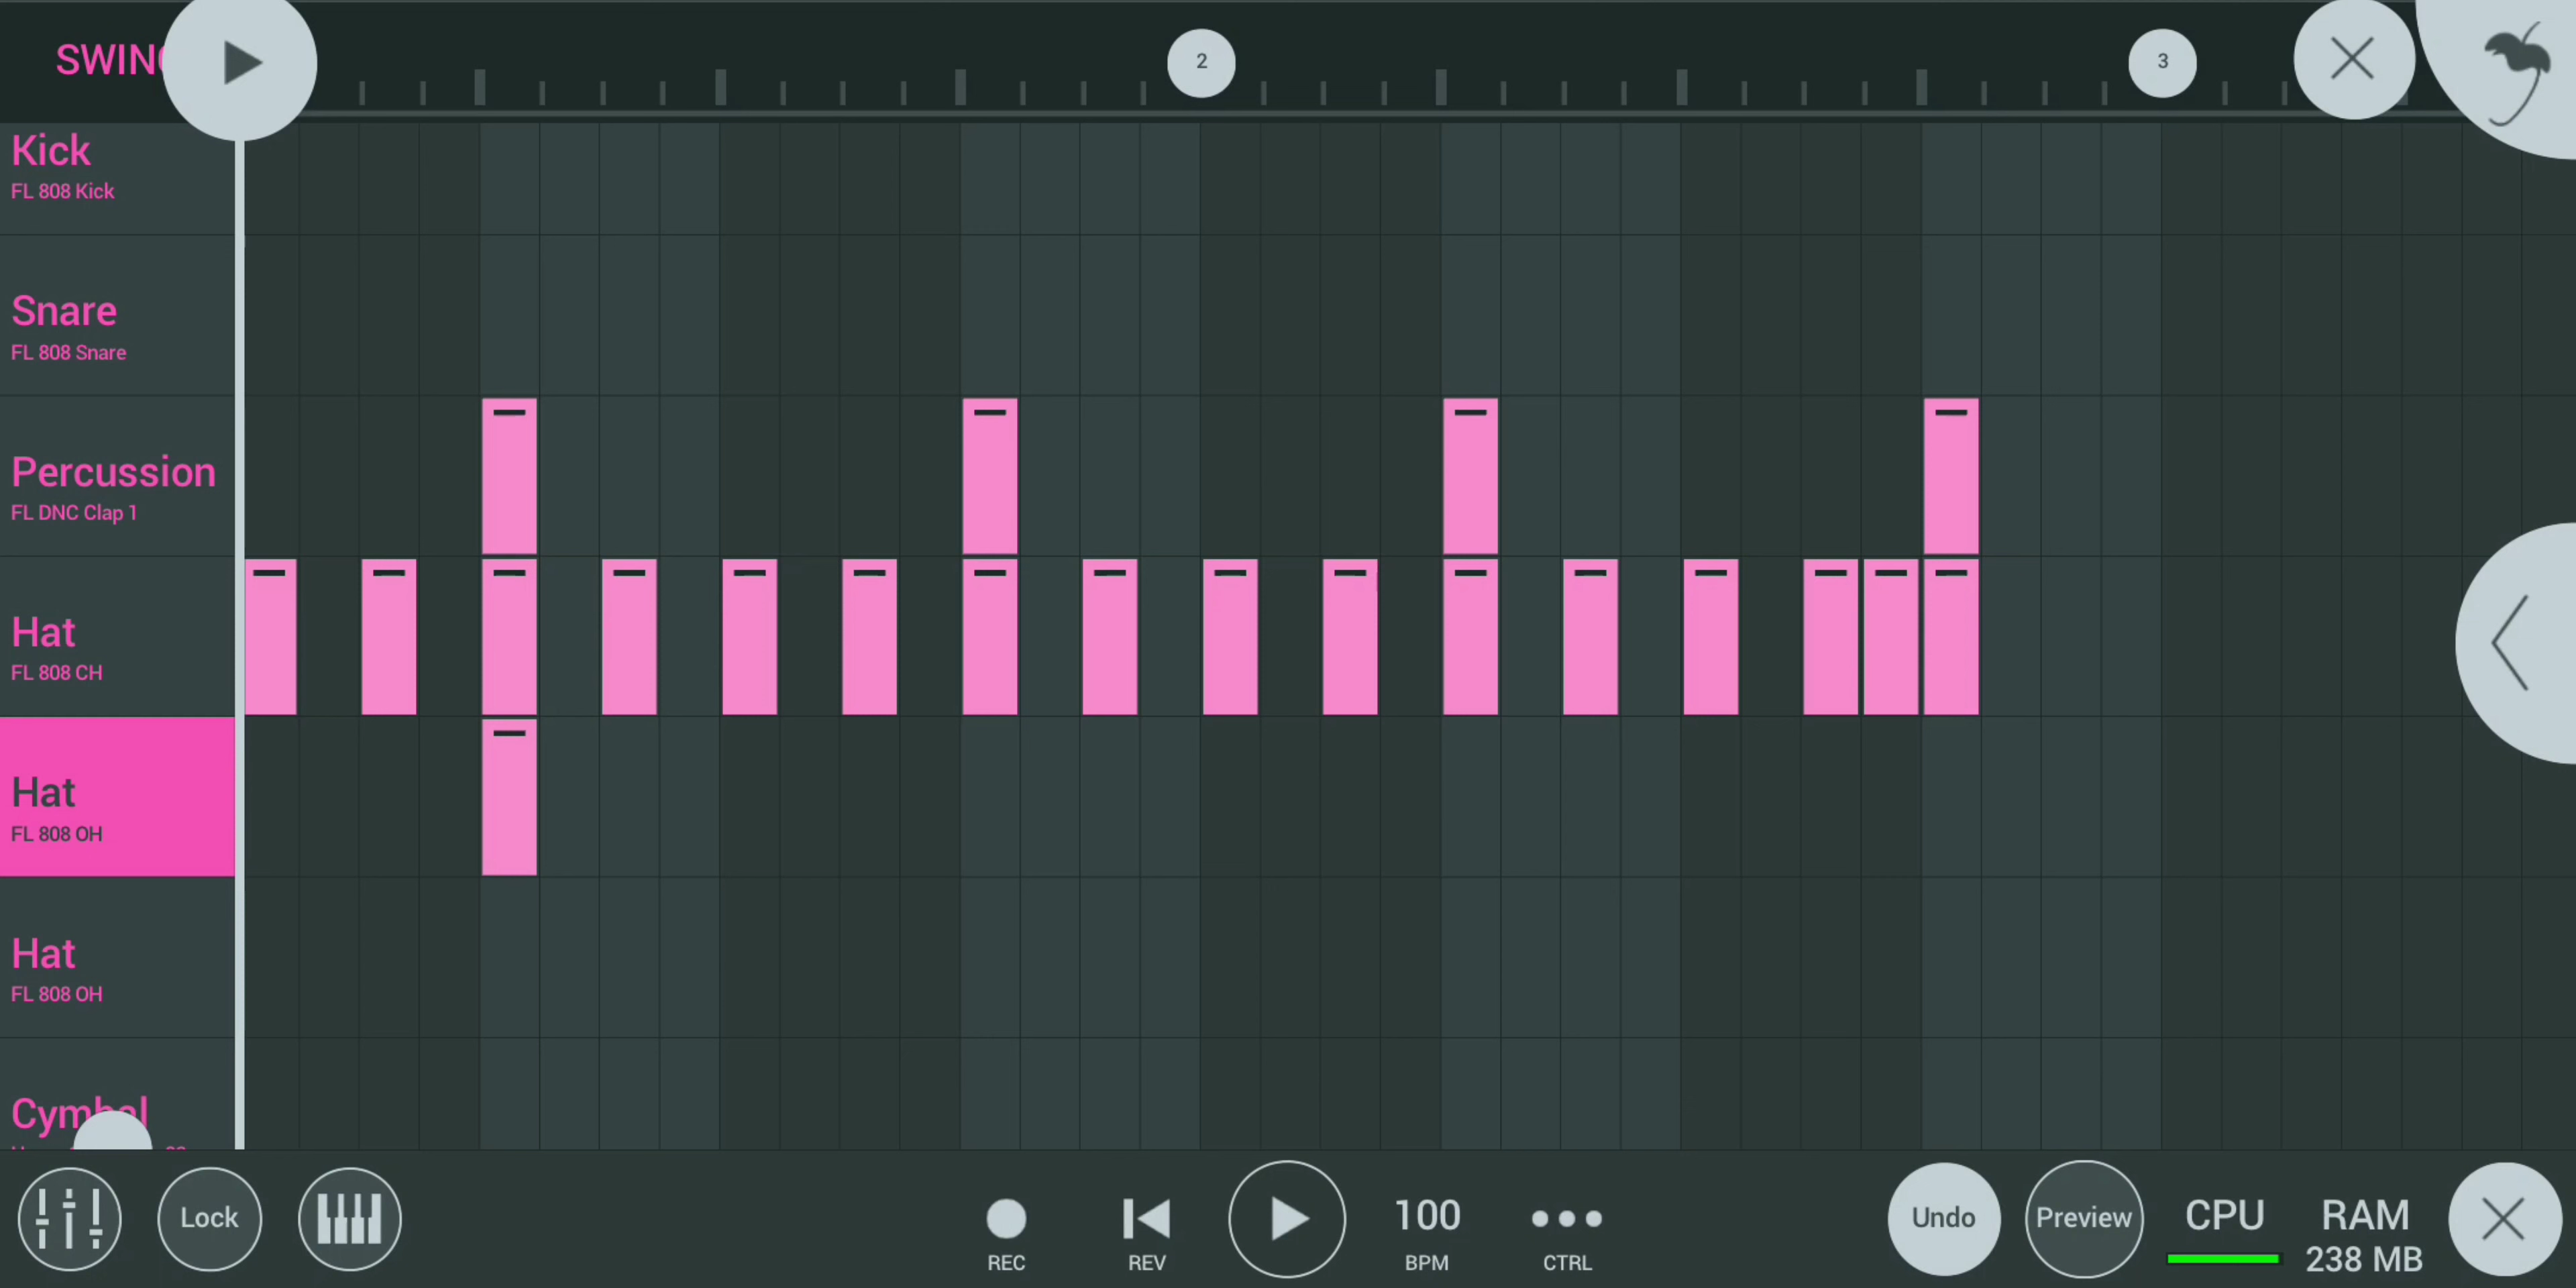 2
3
Kick
FL 808 Kick
Snare
FL 808 Snare
Percussion
FL DNC Clap 1
Hat
FL 808 CH
Hat
FL 808 OH
Hat
FL 808 OH
Cymbal
Lock
REC
REV
100
BPM
CTRL
Undo
Preview
CPU
RAM
238 MB